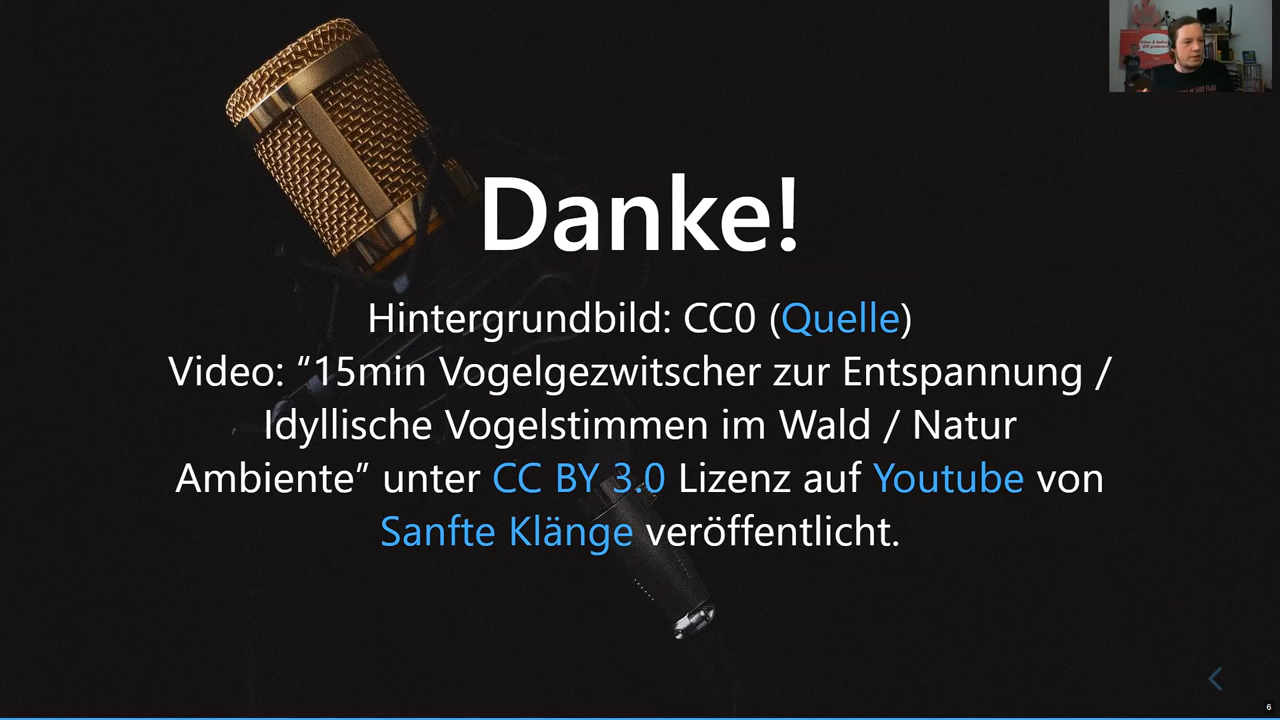 Danke!
Hintergrundbild: CC0 (Quelle)
Video: “15min Vogelgezwitscher zur Entspannung /
Idyllische Vogelstimmen im Wald / Natur
Ambiente” unter CC BY 3.0 Lizenz auf Youtube von
Sanfte Klänge veröffentlicht.
6